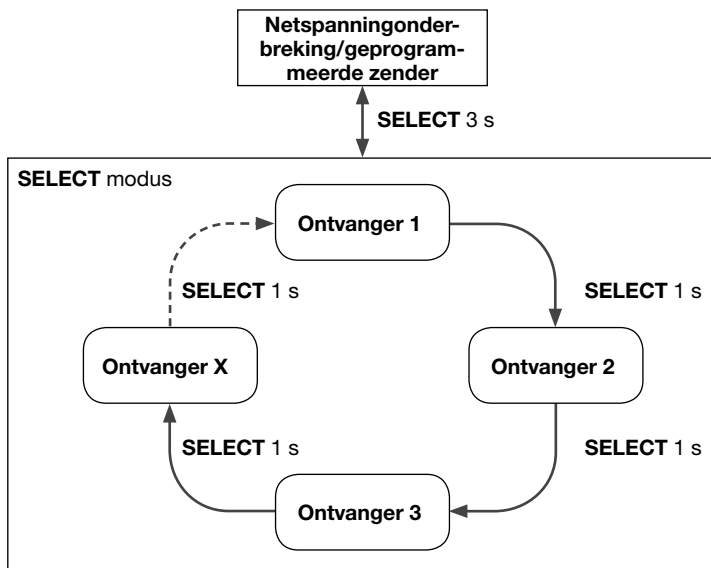 Netspanningonder-
breking/geprogram-
meerde zender
SELECT 3 s
SELECT modus
Ontvanger 1
SELECT 1 s
SELECT 1 s
Ontvanger X
Ontvanger 2
SELECT 1 s
SELECT 1 s
Ontvanger 3